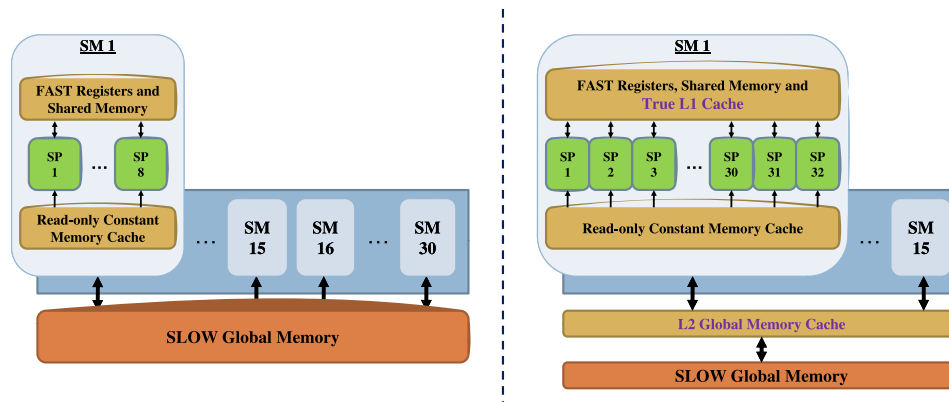 SM 1
FAST Registers and
Shared Memory
SP
1
...
SP
8
Read-only Constant
Memory Cache
...
SM
15
SM
16
...
SM
30
SLOW Global Memory
SM 1
FAST Registers, Shared Memory and
True L1 Cache
SP
1
SP
2
SP
3
...
SP
30
SP
31
SP
32
Read-only Constant Memory Cache
...
SM
15
L2 Global Memory Cache
SLOW Global Memory